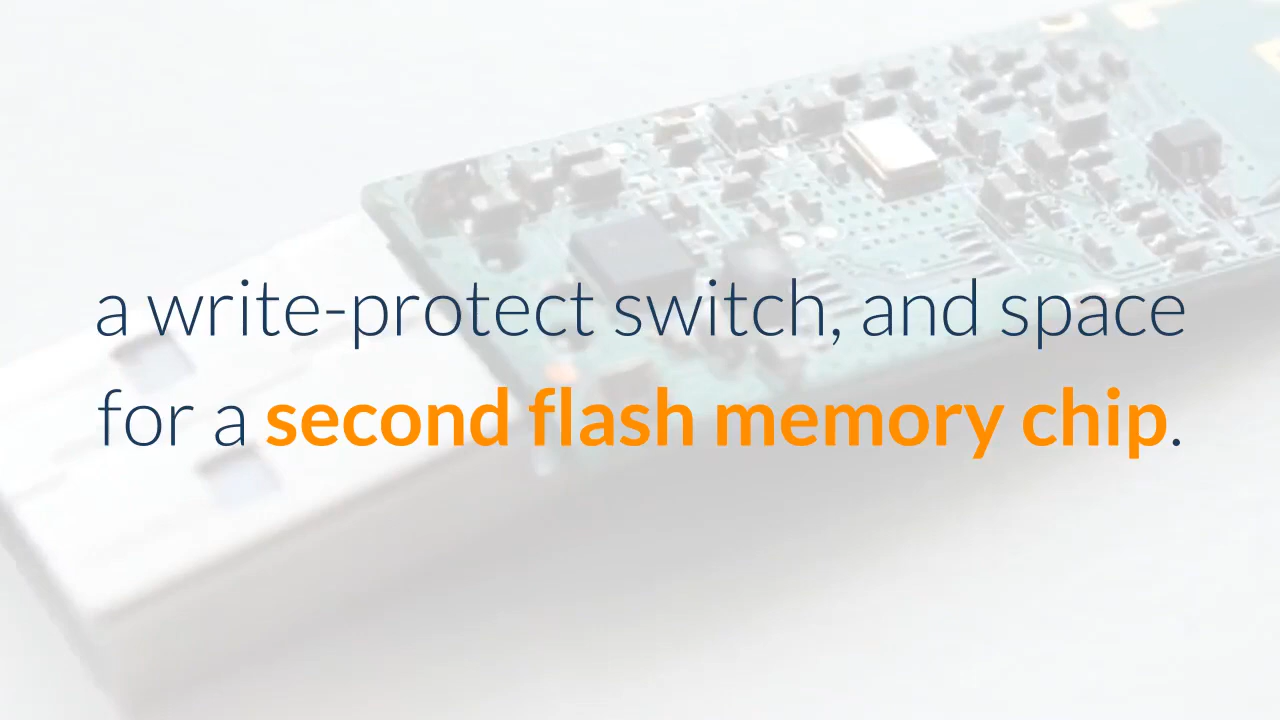 a write-protect switch, and space
for a second flash memory chip.